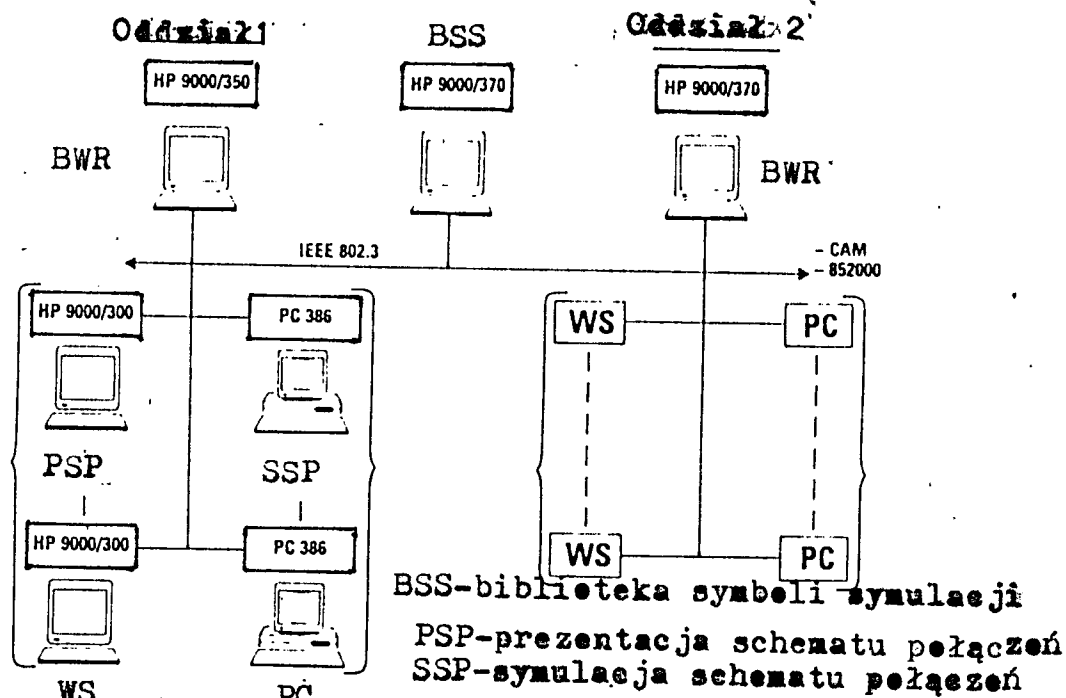 Oddział 1 BSS Oddział 2
HP 9000/350 HP 9000/370 HP 9000/370
BWR BWR
IEEE 802.3 - CAM
- 852000
HP 9000/300 PC 386 WS PC
PSP SSP
HP 9000/300 PC 386 WS PC
BSS-biblioteka symboli symulacji
PSP-prezentacja schematu połączeń
SSP-symulacja schematu połączeń
WS PC